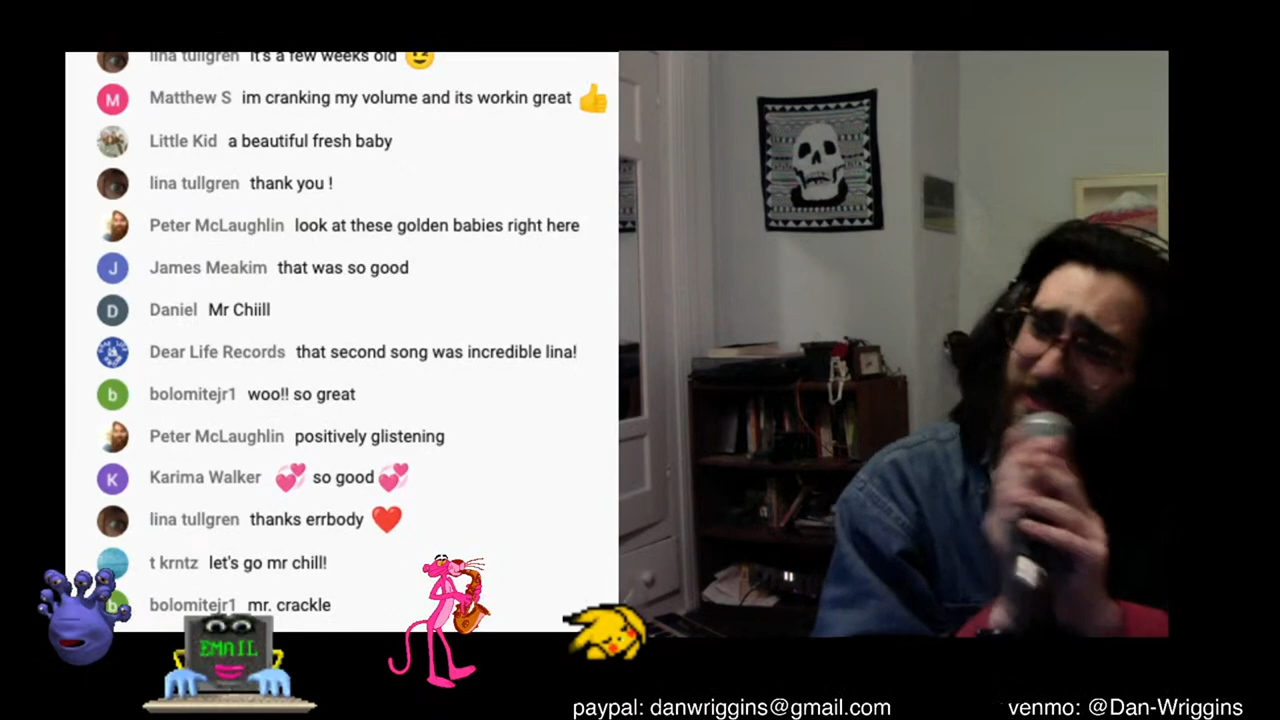 lina tullgren it's a few weeks old
M Matthew S im cranking my volume and its workin great
Little Kid a beautiful fresh baby
lina tullgren thank you !
Peter McLaughlin look at these golden babies right here
J James Meakim that was so good
D Daniel Mr Chiill
Dear Life Records that second song was incredible lina!
b bolomitejr1 woo!! so great
Peter McLaughlin positively glistening
K Karima Walker so good
lina tullgren thanks errbody
t krntz let's go mr chill!
b bolomitejr1 mr. crackle
EMAIL
paypal: danwriggins@gmail.com venmo: @Dan-Wriggins